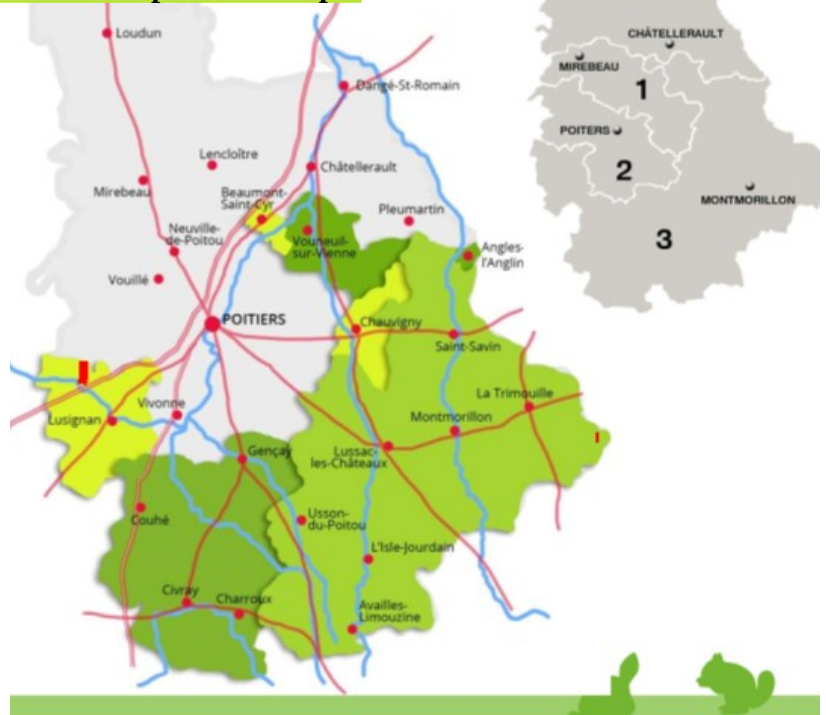 Loudun
Dangé-St-Romain
Lencloître
Châtellerault
Mirebeau
Beaumont-
Saint-Cyr
Pleumartin
Neuville-
de-Poitou
Vouneuil-
sur-Vienne
Angles-
l'Anglin
Vouillé
POITIERS
Chauvigny
Saint-Savin
La Trimouille
Vivonne
Lusignan
Montmorillon
Gençay
Lussac-
les-Châteaux
Couhé
Usson-
du-Poitou
L'Isle-Jourdain
Civray
Charroux
Availles-
Limouzine
CHÂTELLERAULT
MIREBEAU
1
POITIERS
2
MONTMORILLON
3